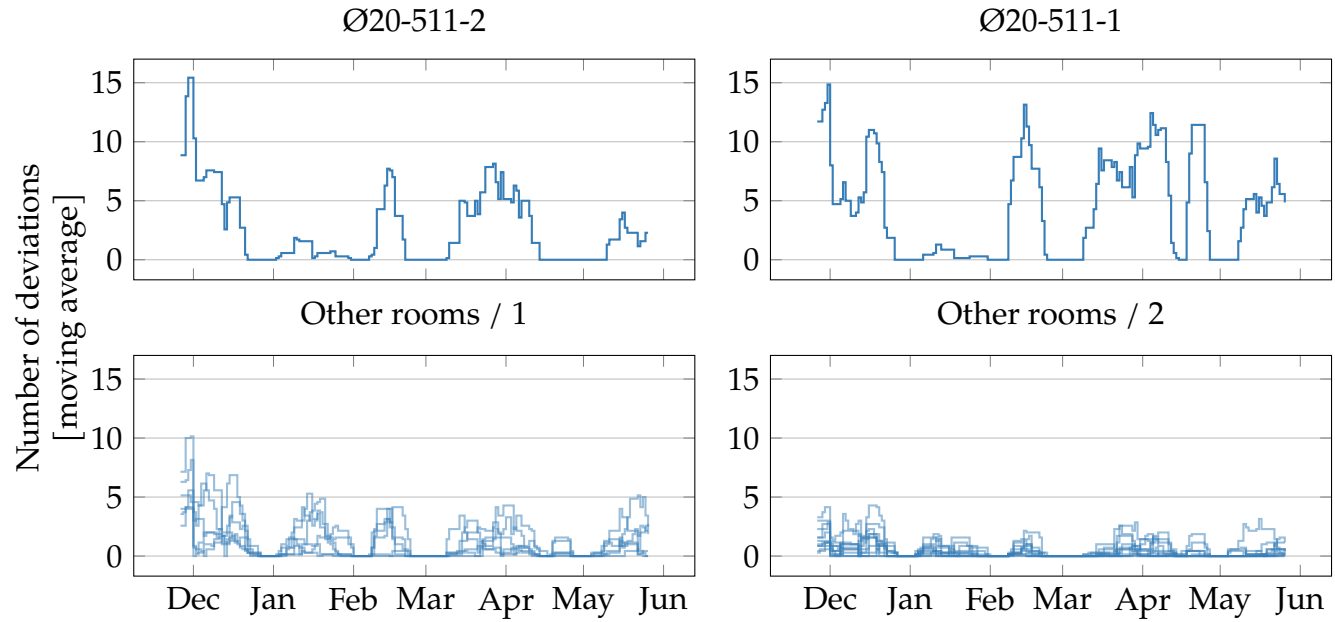 Ø20-511-2
Ø20-511-1
15
10
5
0
15
10
5
0
Number of deviations
[moving average]
Other rooms / 1
Other rooms / 2
15
10
5
0
15
10
5
0
Dec Jan Feb Mar Apr May Jun
Dec Jan Feb Mar Apr May Jun